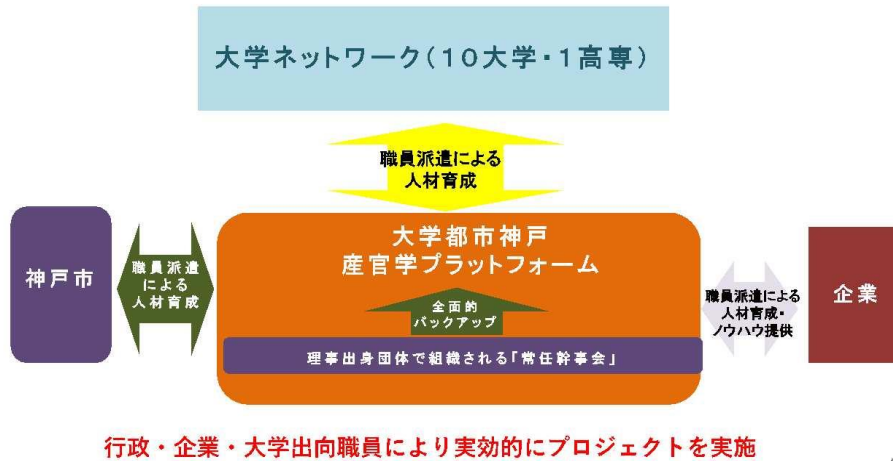 大学ネットワーク(10大学・1高専)
職員派遣による
人材育成
神戸市
職員派遣
による
人材育成
大学都市神戸
産官学プラットフォーム
全面的
バックアップ
理事出身団体で組織される「常任幹事会」
職員派遣による
人材育成・
ノウハウ提供
企業
行政・企業・大学出向職員により実効的にプロジェクトを実施